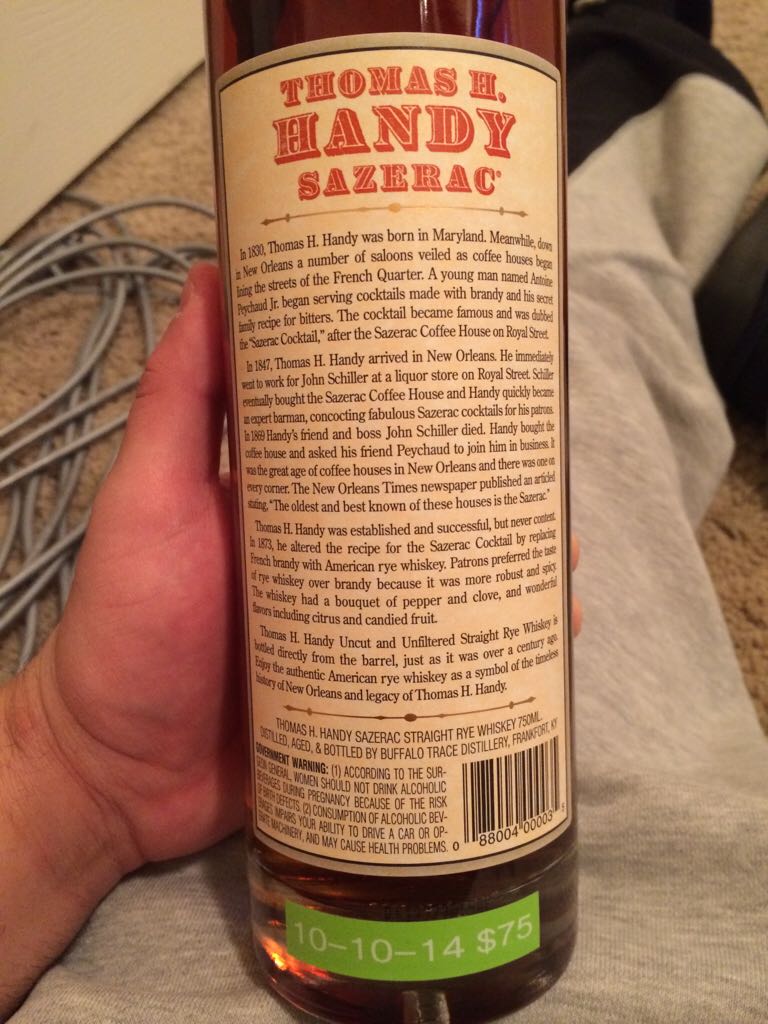 THOMAS H.
HANDY
SAZERAC®
In 1830, Thomas H. Handy was born in Maryland. Meanwhile, down
in New Orleans a number of saloons veiled as coffee houses began
lining the streets of the French Quarter. A young man named Antoine
Peychaud Jr. began serving cocktails made with brandy and his secret
family recipe for bitters. The cocktail became famous and was dubbed
the "Sazerac Cocktail," after the Sazerac Coffee House on Royal Street.
In 1847, Thomas H. Handy arrived in New Orleans. He immediately
went to work for John Schiller at a liquor store on Royal Street. Schiller
eventually bought the Sazerac Coffee House and Handy quickly became
an expert barman, concocting fabulous Sazerac cocktails for his patrons.
In 1869 Handy's friend and boss John Schiller died. Handy bought the
coffee house and asked his friend Peychaud to join him in business. It
was the great age of coffee houses in New Orleans and there was one on
every corner. The New Orleans Times newspaper published an articled
stating, "The oldest and best known of these houses is the Sazerac."
Thomas H. Handy was established and successful, but never content.
In 1873, he altered the recipe for the Sazerac Cocktail by replacing
French brandy with American rye whiskey. Patrons preferred the taste
of rye whiskey over brandy because it was more robust and spicy.
The whiskey had a bouquet of pepper and clove, and wonderful
flavors including citrus and candied fruit.
Thomas H. Handy Uncut and Unfiltered Straight Rye Whiskey is
bottled directly from the barrel, just as it was over a century ago.
Enjoy the authentic American rye whiskey as a symbol of the timeless
history of New Orleans and legacy of Thomas H. Handy.
THOMAS H. HANDY SAZERAC STRAIGHT RYE WHISKEY 750ML.
DISTILLED, AGED, & BOTTLED BY BUFFALO TRACE DISTILLERY, FRANKFORT, KY
GOVERNMENT WARNING: (1) ACCORDING TO THE SUR-
GEON GENERAL, WOMEN SHOULD NOT DRINK ALCOHOLIC
BEVERAGES DURING PREGNANCY BECAUSE OF THE RISK
OF BIRTH DEFECTS. (2) CONSUMPTION OF ALCOHOLIC BEV-
ERAGES IMPAIRS YOUR ABILITY TO DRIVE A CAR OR OP-
ERATE MACHINERY, AND MAY CAUSE HEALTH PROBLEMS.
0 88004 00003 5
10-10-14 $75